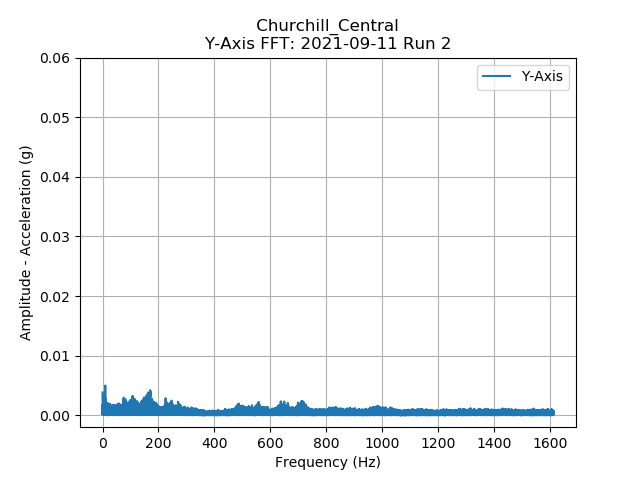 Churchill_Central
Y-Axis FFT: 2021-09-11 Run 2
Y-Axis
0.06
0.05
0.04
0.03
0.02
0.01
0.00
Amplitude - Acceleration (g)
0 200 400 600 800 1000 1200 1400 1600
Frequency (Hz)